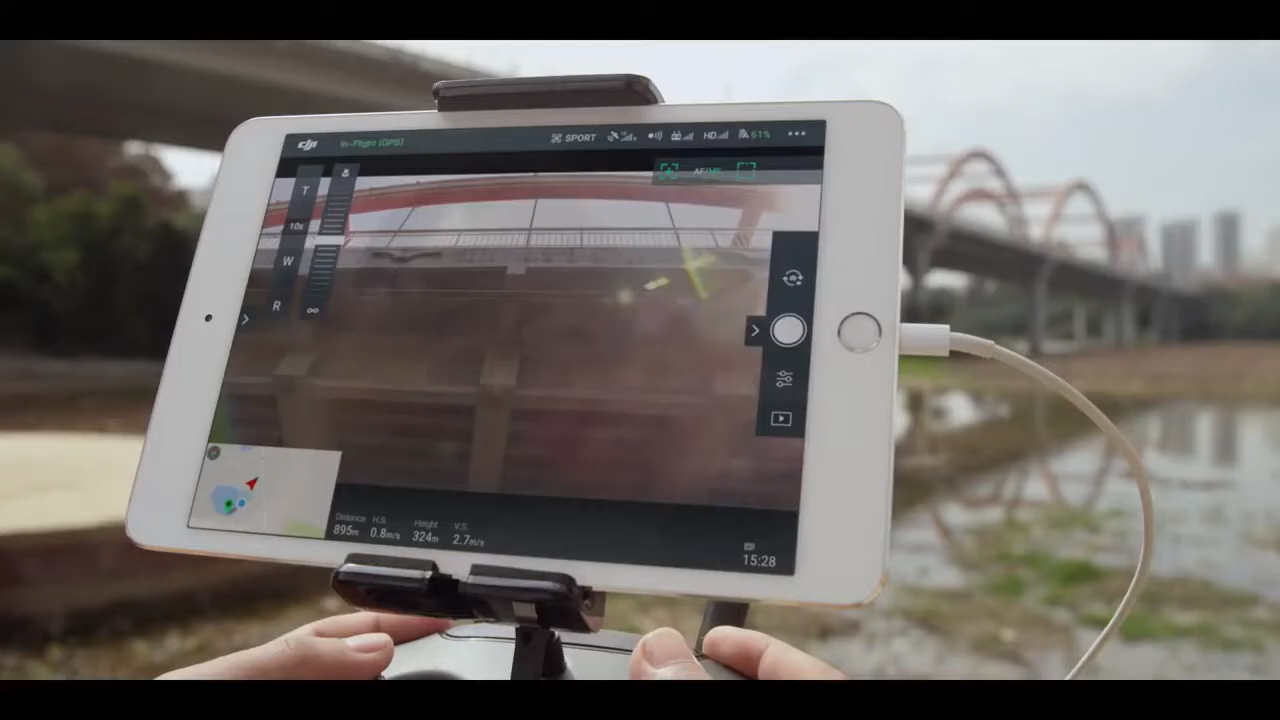 dji In-Flight (GPS) SPORT HD 61%
AF/MF
T
10x
W
R
Distance H.S. Height V.S.
895m 0.8m/s 324m 2.7m/s
15:28